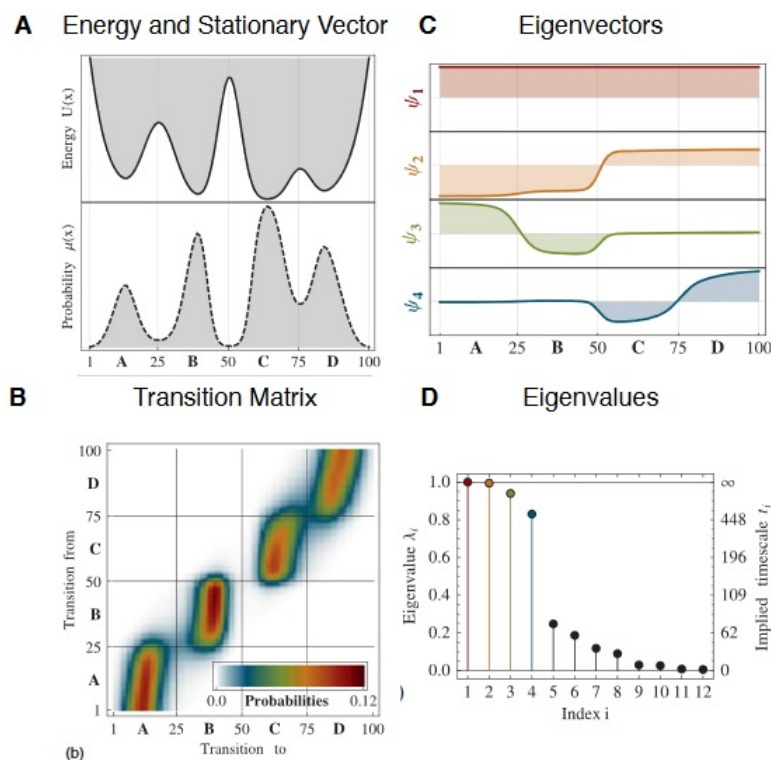 A Energy and Stationary Vector
Energy U(x)
Probability μ(x)
1 A 25 B 50 C 75 D 100
B Transition Matrix
Transition from
100
D
75
C
50
B
25
A
1
0.0 Probabilities 0.12
1 A 25 B 50 C 75 D 100
(b) Transition to
C Eigenvectors
ψ1
ψ2
ψ3
ψ4
1 A 25 B 50 C 75 D 100
D Eigenvalues
Eigenvalue λi
1.0
0.8
0.6
0.4
0.2
0.0
∞
448
196
109
62
0
Implied timescale ti
1 2 3 4 5 6 7 8 9 10 11 12
Index i
)